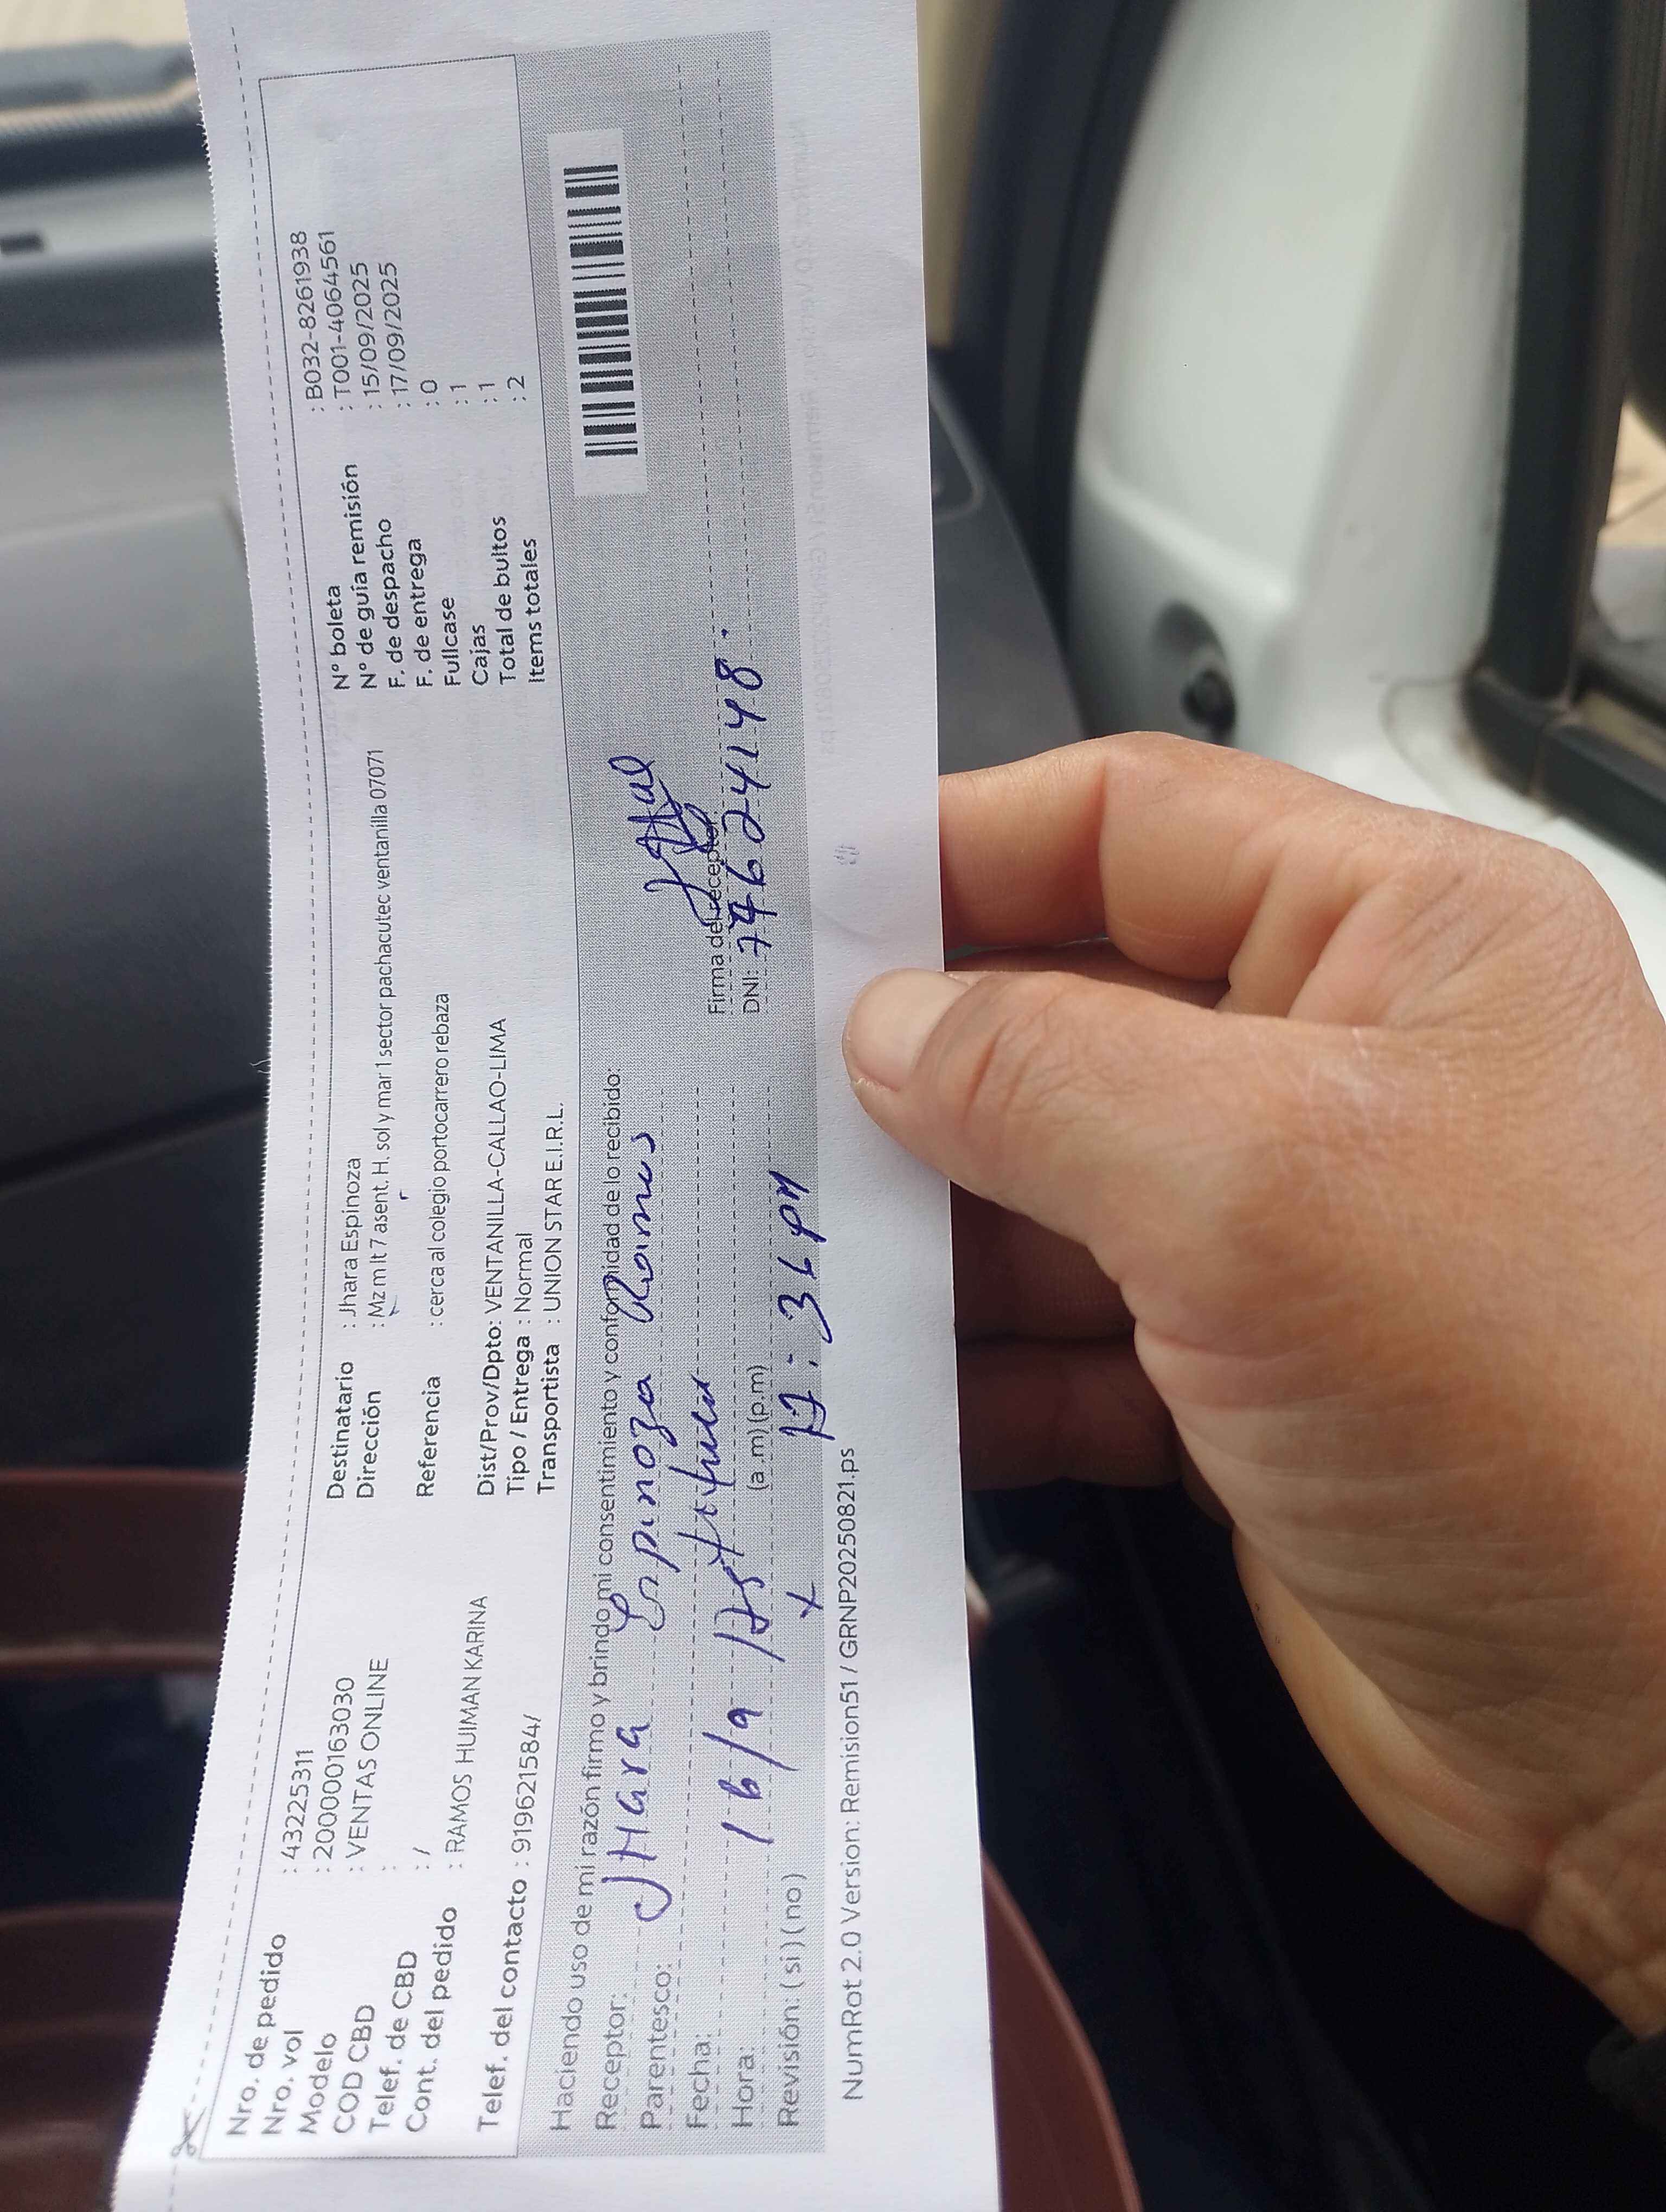 Nro. de pedido : 43225311
Nro. vol : 200000163030
Modelo : VENTAS ONLINE
COD CBD :
Telef. de CBD : /
Cont. del pedido : RAMOS HUIMAN KARINA
Telef. del contacto : 919621584/
Destinatario : Jhara Espinoza
Dirección : Mz m lt 7 asent. H. sol y mar 1 sector pachacutec ventanilla 07071
Referencia : cerca al colegio portocarrero rebaza
Dist/Prov/Dpto: VENTANILLA-CALLAO-LIMA
Tipo / Entrega : Normal
Transportista : UNION STAR E.I.R.L.
N° boleta : B032-8261938
N° de guía remisión : T001-4064561
F. de despacho : 15/09/2025
F. de entrega : 17/09/2025
Fullcase : 0
Cajas : 1
Total de bultos : 1
Items totales : 2
Haciendo uso de mi razón firmo y brindo mi consentimiento y conformidad de lo recibido:
Receptor: JHara Espinoza Ramos
Parentesco:
Fecha: 16/9
Hora: (a.m) (p.m)
Revisión: (si) (no)
Firma del receptor:
DNI:
NumRot 2.0 Version: Remision51 / GRNP20250821.ps